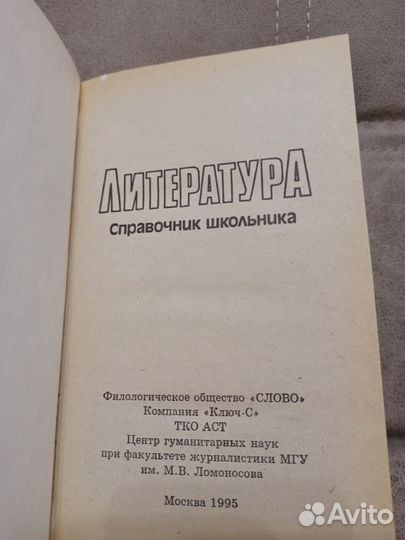 ЛИТЕРАТУРА
Справочник школьника
Филологическое общество «СЛОВО»
Компания «Ключ-С»
ТКО АСТ
Центр гуманитарных наук
при факультете журналистики МГУ
им. М.В. Ломоносова
Москва 1995
Avito